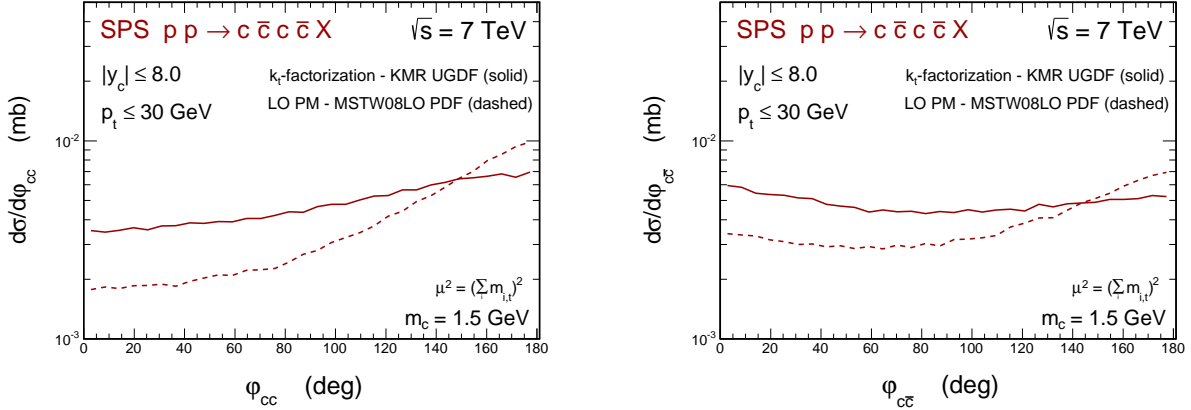 SPS p p → c c̅ c c̅ X
√s = 7 TeV
|y_c| ≤ 8.0
k_t-factorization - KMR UGDF (solid)
p_t ≤ 30 GeV
LO PM - MSTW08LO PDF (dashed)
dσ/dφ_cc (mb)
10⁻²
10⁻³
μ² = (∑m_i,t)²
m_c = 1.5 GeV
0 20 40 60 80 100 120 140 160 180
φ_cc (deg)
SPS p p → c c̅ c c̅ X
√s = 7 TeV
|y_c| ≤ 8.0
k_t-factorization - KMR UGDF (solid)
p_t ≤ 30 GeV
LO PM - MSTW08LO PDF (dashed)
dσ/dφ_cc̅ (mb)
10⁻²
10⁻³
μ² = (∑m_i,t)²
m_c = 1.5 GeV
0 20 40 60 80 100 120 140 160 180
φ_cc̅ (deg)